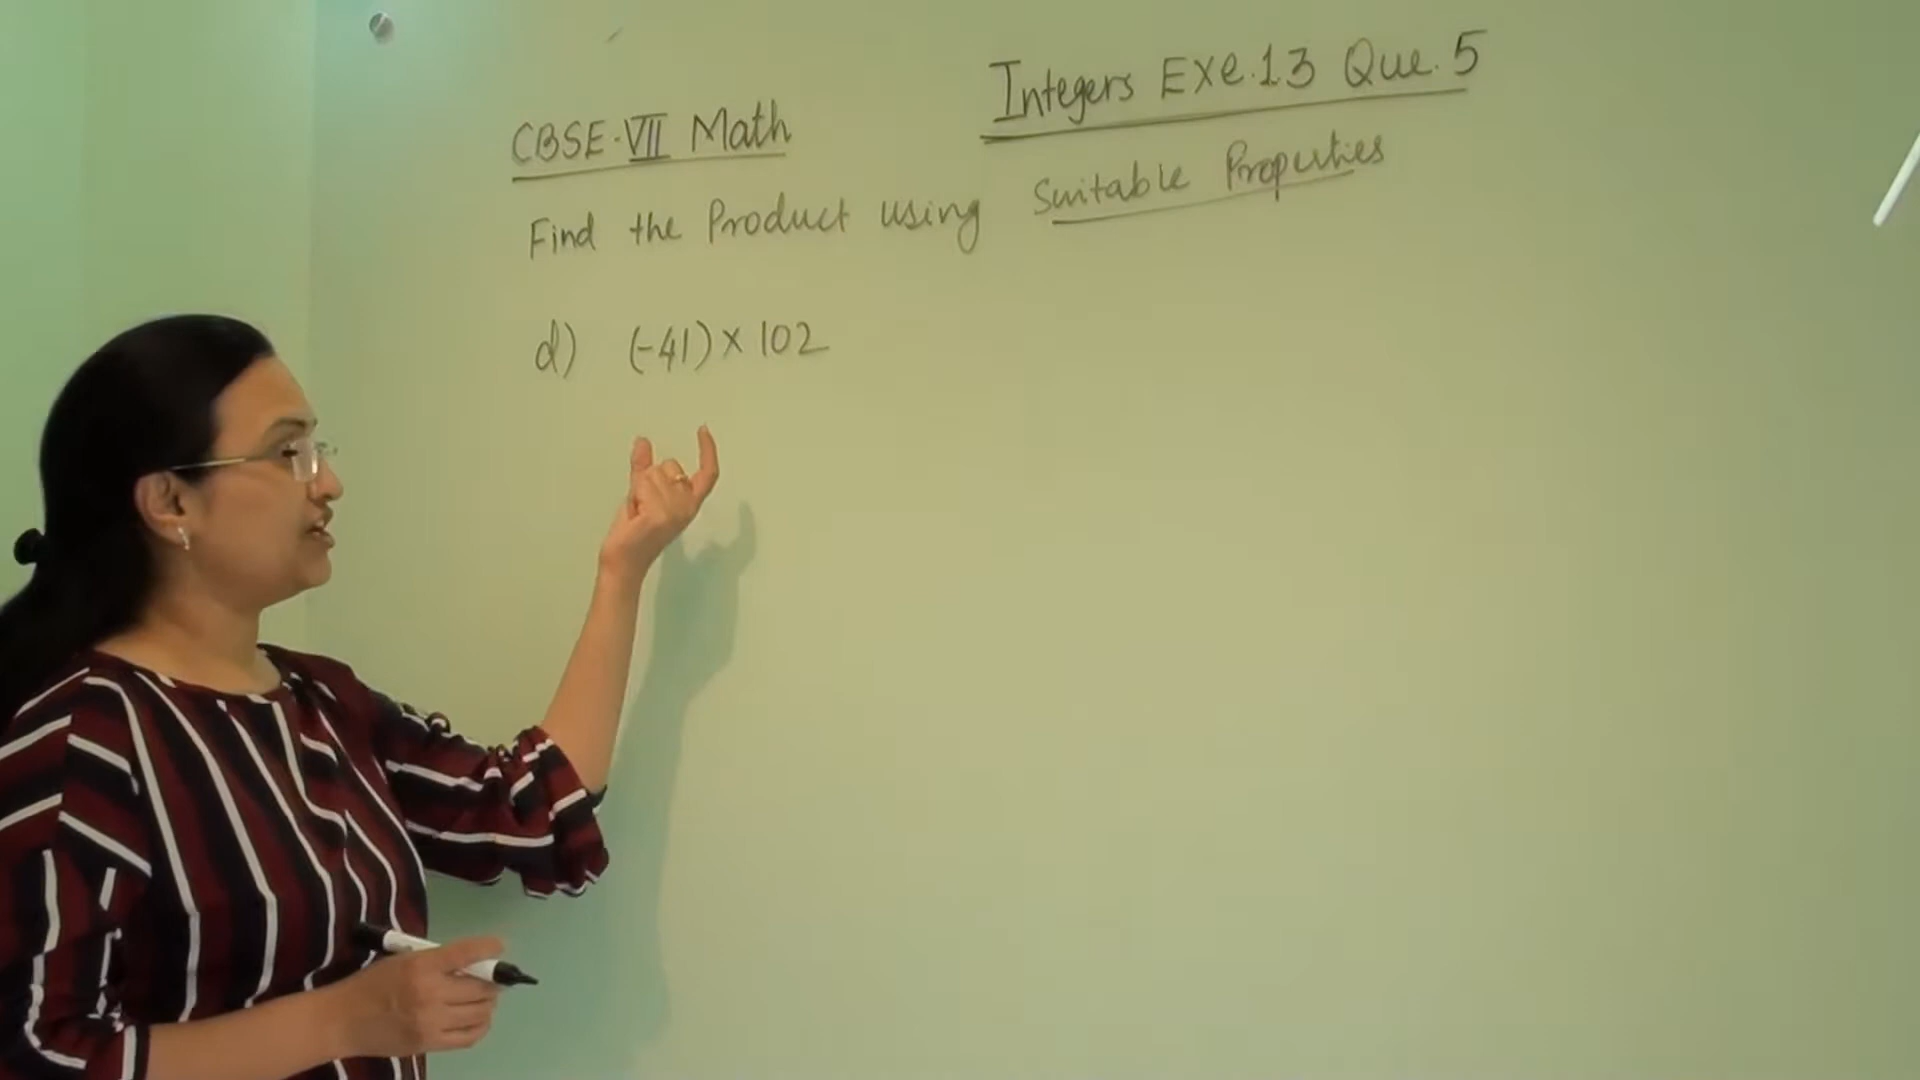 Integers Exe.1.3 Que.5
CBSE-VII Math
Find the Product using Suitable Properties
d) (-41) × 102